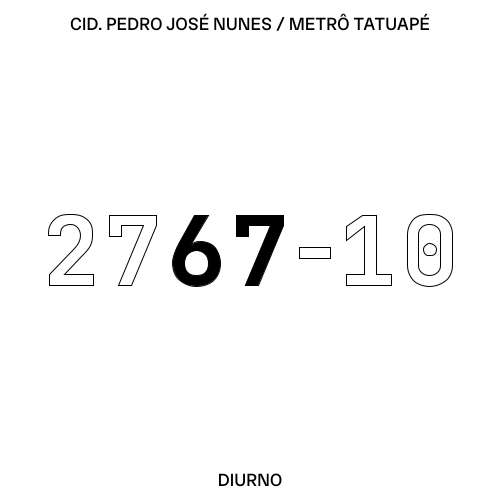 CID. PEDRO JOSÉ NUNES / METRÔ TATUAPÉ
2767-10
DIURNO